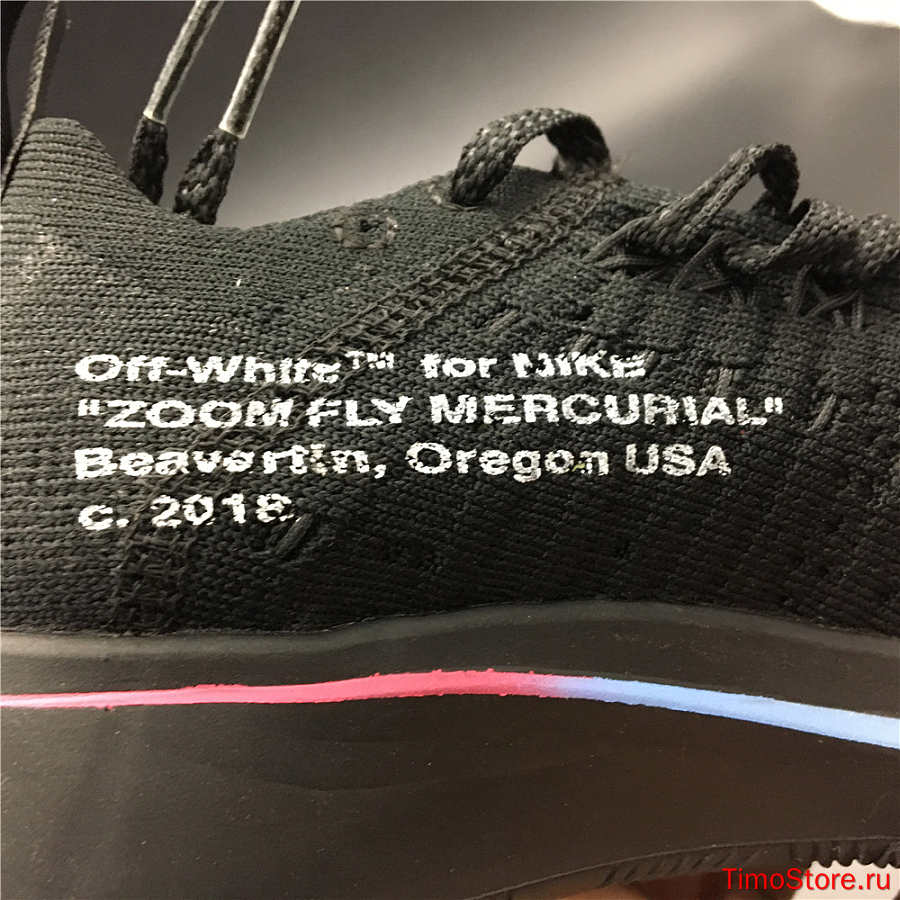 Off-White™ for NIKE
"ZOOM FLY MERCURIAL"
Beavertin, Oregon USA
c. 2018
TimoStore.ru